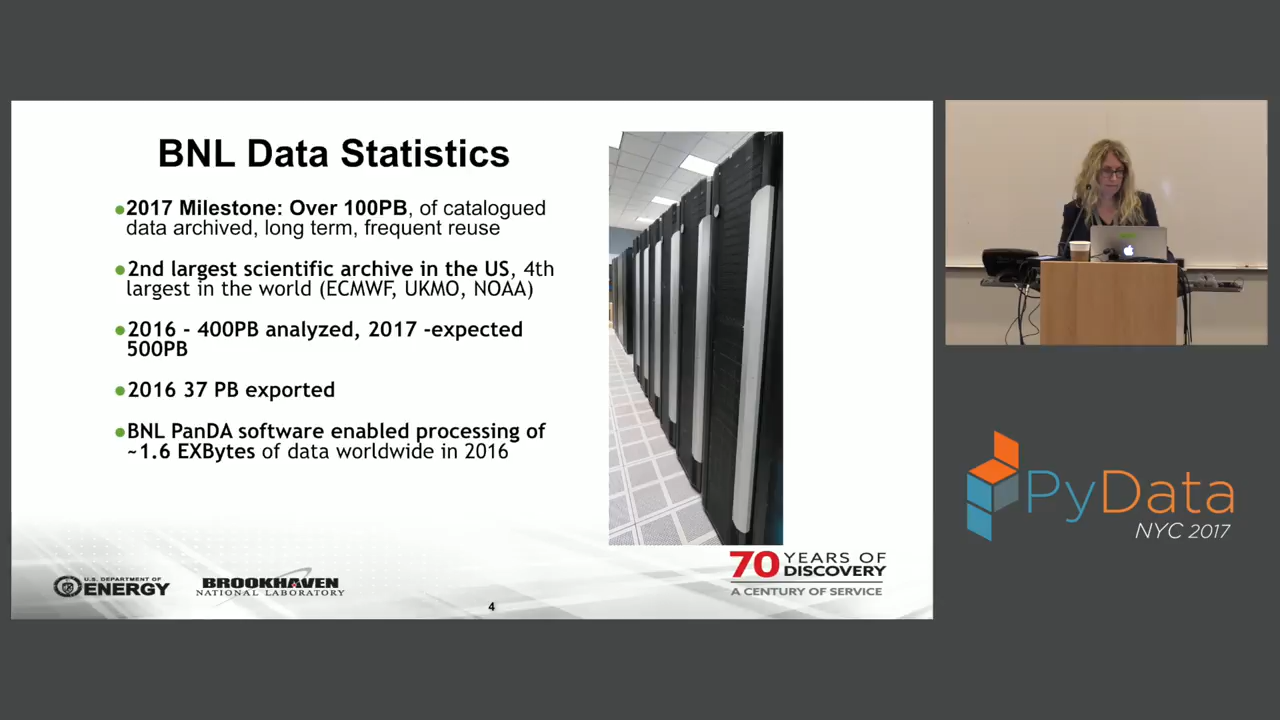 BNL Data Statistics
●2017 Milestone: Over 100PB, of catalogued
data archived, long term, frequent reuse
●2nd largest scientific archive in the US, 4th
largest in the world (ECMWF, UKMO, NOAA)
●2016 - 400PB analyzed, 2017 -expected
500PB
●2016 37 PB exported
●BNL PanDA software enabled processing of
~1.6 EXBytes of data worldwide in 2016
U.S. DEPARTMENT OF
ENERGY
BROOKHAVEN
NATIONAL LABORATORY
70 YEARS OF
DISCOVERY
A CENTURY OF SERVICE
4
PyData
NYC 2017